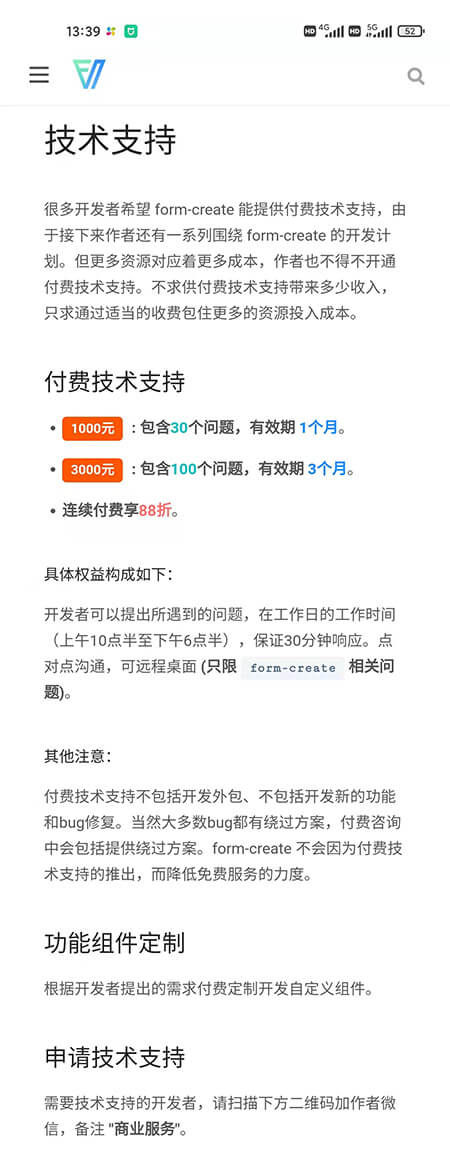 13:39
HD 4G HD 5G 52
技术支持
很多开发者希望 form-create 能提供付费技术支持，由
于接下来作者还有一系列围绕 form-create 的开发计
划。但更多资源对应着更多成本，作者也不得不开通
付费技术支持。不求供付费技术支持带来多少收入，
只求通过适当的收费包住更多的资源投入成本。
付费技术支持
• 1000元 : 包含30个问题，有效期 1个月。
• 3000元 : 包含100个问题，有效期 3个月。
• 连续付费享88折。
具体权益构成如下：
开发者可以提出所遇到的问题，在工作日的工作时间
（上午10点半至下午6点半），保证30分钟响应。点
对点沟通，可远程桌面 (只限 form-create 相关问
题)。
其他注意：
付费技术支持不包括开发外包、不包括开发新的功能
和bug修复。当然大多数bug都有绕过方案，付费咨询
中会包括提供绕过方案。form-create 不会因为付费技
术支持的推出，而降低免费服务的力度。
功能组件定制
根据开发者提出的需求付费定制开发自定义组件。
申请技术支持
需要技术支持的开发者，请扫描下方二维码加作者微
信，备注 "商业服务"。